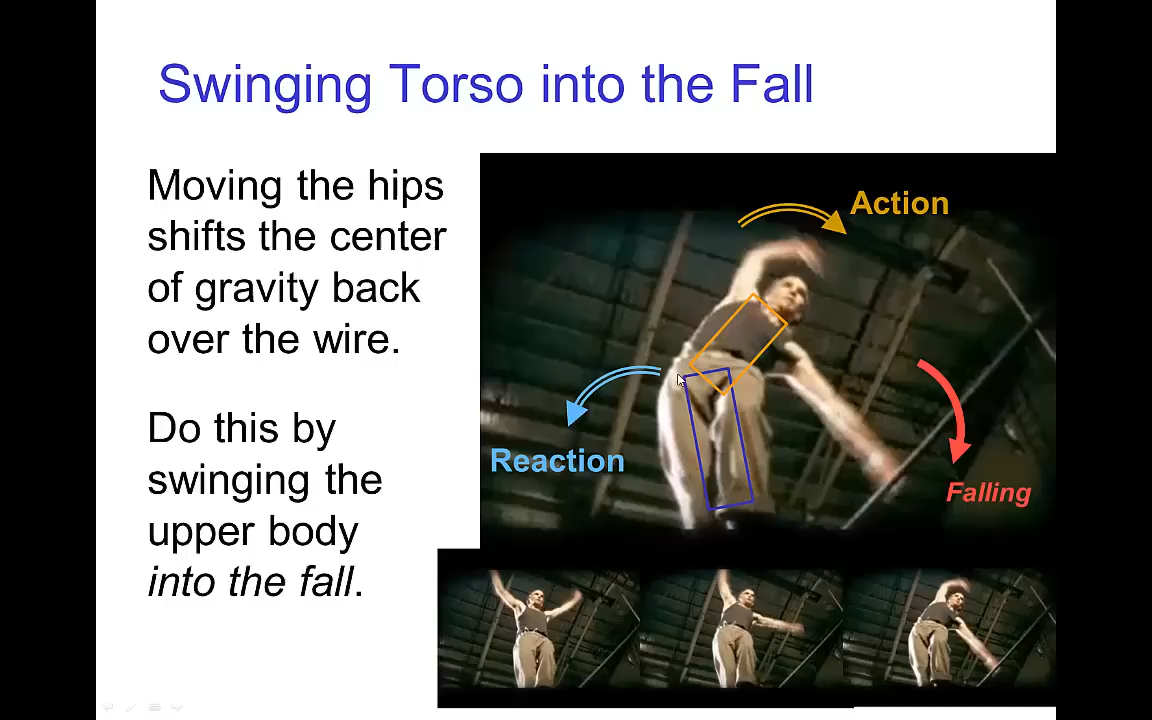 Swinging Torso into the Fall
Moving the hips
shifts the center
of gravity back
over the wire.
Do this by
swinging the
upper body
into the fall.
Action
Reaction
Falling